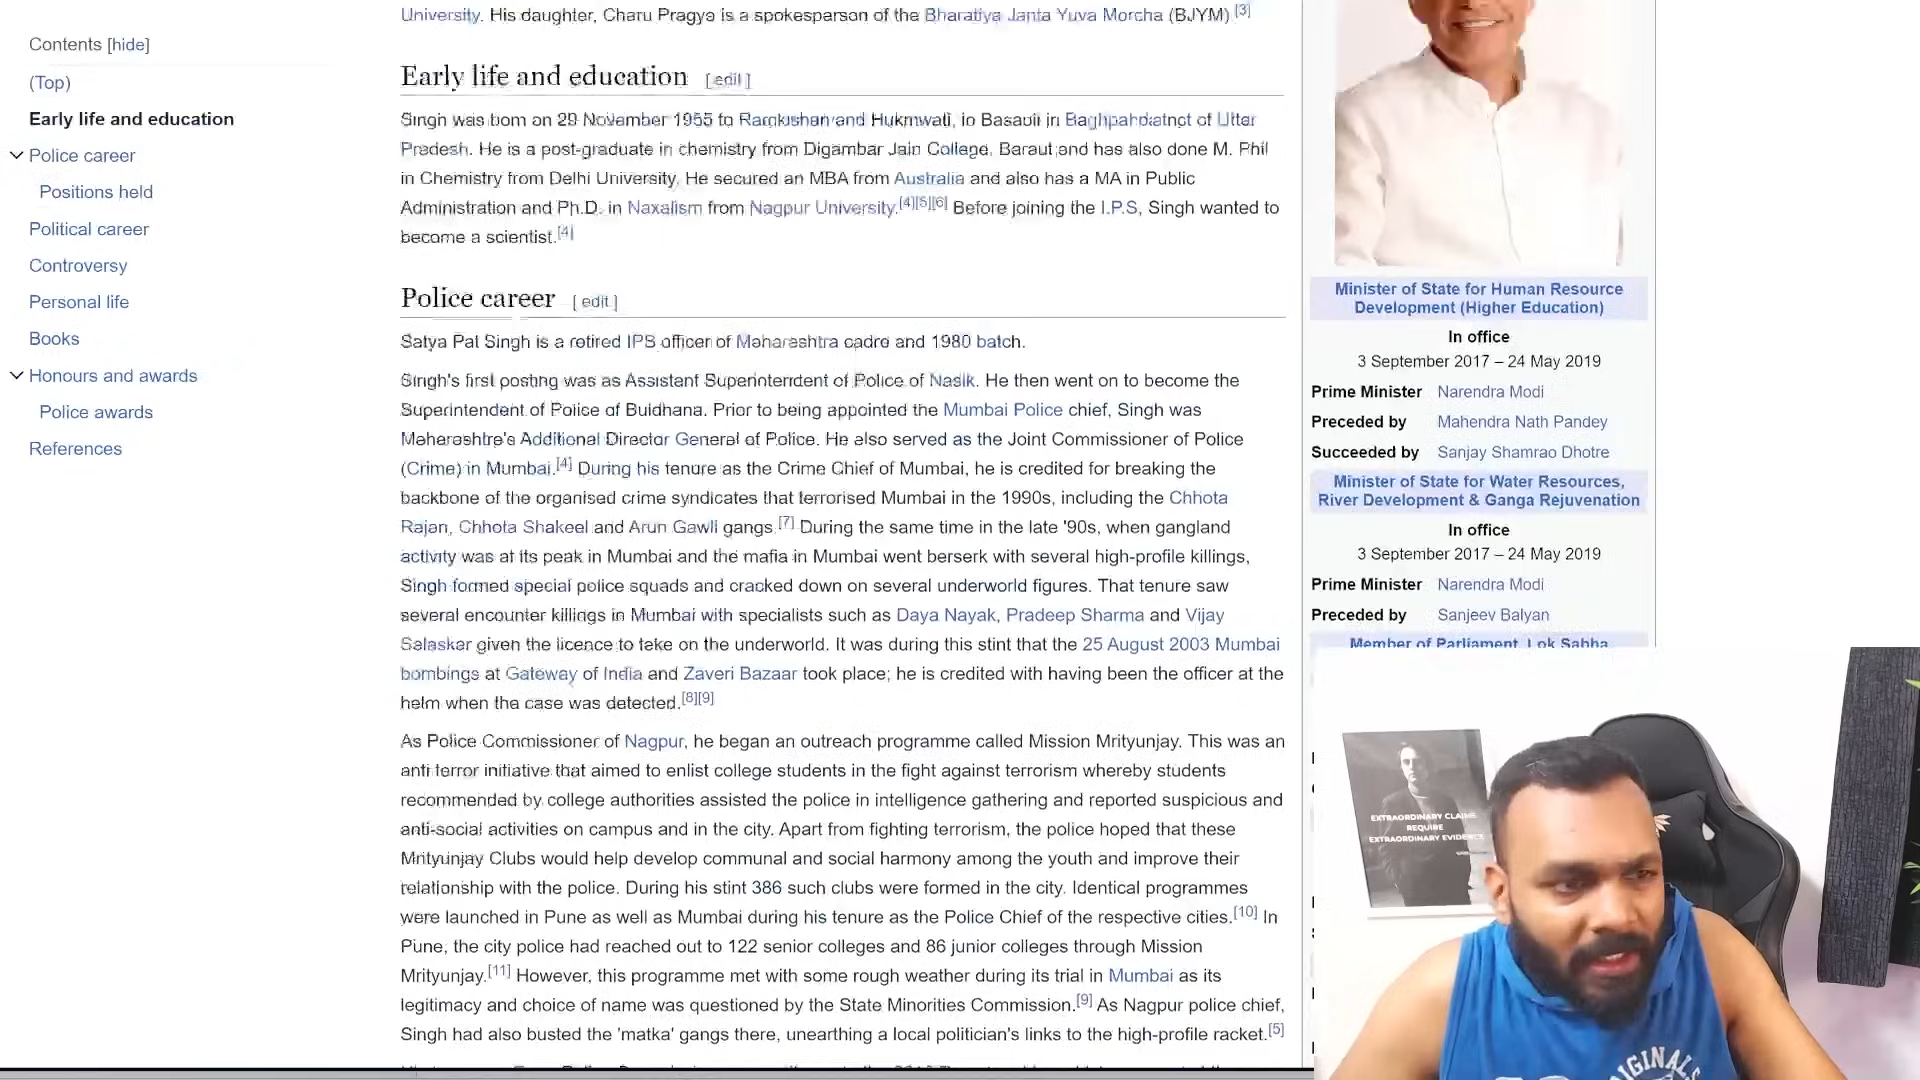 University. His daughter, Charu Pragya is a spokesperson of the Bharatiya Janta Yuva Morcha (BJYM) [3]
Contents [hide]
(Top)
Early life and education
Police career
Positions held
Political career
Controversy
Personal life
Books
Honours and awards
Police awards
References
Early life and education [ edit ]
Singh was born on 29 November 1955 to Ramkishan and Hukmwati, in Basauli in Baghpat district of Uttar
Pradesh. He is a post-graduate in chemistry from Digambar Jain College, Baraut and has also done M. Phil
in Chemistry from Delhi University. He secured an MBA from Australia and also has a MA in Public
Administration and Ph.D. in Naxalism from Nagpur University.[4][5][6] Before joining the I.P.S, Singh wanted to
become a scientist.[4]
Police career [ edit ]
Satya Pal Singh is a retired IPS officer of Maharashtra cadre and 1980 batch.
Singh's first posting was as Assistant Superintendent of Police of Nasik. He then went on to become the
Superintendent of Police of Buldhana. Prior to being appointed the Mumbai Police chief, Singh was
Maharashtra's Additional Director General of Police. He also served as the Joint Commissioner of Police
(Crime) in Mumbai.[4] During his tenure as the Crime Chief of Mumbai, he is credited for breaking the
backbone of the organised crime syndicates that terrorised Mumbai in the 1990s, including the Chhota
Rajan, Chhota Shakeel and Arun Gawli gangs.[7] During the same time in the late '90s, when gangland
activity was at its peak in Mumbai and the mafia in Mumbai went berserk with several high-profile killings,
Singh formed special police squads and cracked down on several underworld figures. That tenure saw
several encounter killings in Mumbai with specialists such as Daya Nayak, Pradeep Sharma and Vijay
Salaskar given the licence to take on the underworld. It was during this stint that the 25 August 2003 Mumbai
bombings at Gateway of India and Zaveri Bazaar took place; he is credited with having been the officer at the
helm when the case was detected.[8][9]
As Police Commissioner of Nagpur, he began an outreach programme called Mission Mrityunjay. This was an
anti terror initiative that aimed to enlist college students in the fight against terrorism whereby students
recommended by college authorities assisted the police in intelligence gathering and reported suspicious and
anti-social activities on campus and in the city. Apart from fighting terrorism, the police hoped that these
Mrityunjay Clubs would help develop communal and social harmony among the youth and improve their
relationship with the police. During his stint 386 such clubs were formed in the city. Identical programmes
were launched in Pune as well as Mumbai during his tenure as the Police Chief of the respective cities.[10] In
Pune, the city police had reached out to 122 senior colleges and 86 junior colleges through Mission
Mrityunjay.[11] However, this programme met with some rough weather during its trial in Mumbai as its
legitimacy and choice of name was questioned by the State Minorities Commission.[9] As Nagpur police chief,
Singh had also busted the 'matka' gangs there, unearthing a local politician's links to the high-profile racket.[5]
Minister of State for Human Resource
Development (Higher Education)
In office
3 September 2017 – 24 May 2019
Prime Minister Narendra Modi
Preceded by Mahendra Nath Pandey
Succeeded by Sanjay Shamrao Dhotre
Minister of State for Water Resources,
River Development & Ganga Rejuvenation
In office
3 September 2017 – 24 May 2019
Prime Minister Narendra Modi
Preceded by Sanjeev Balyan
Member of Parliament, Lok Sabha
EXTRAORDINARY CLAIMS
REQUIRE
EXTRAORDINARY EVIDENCE